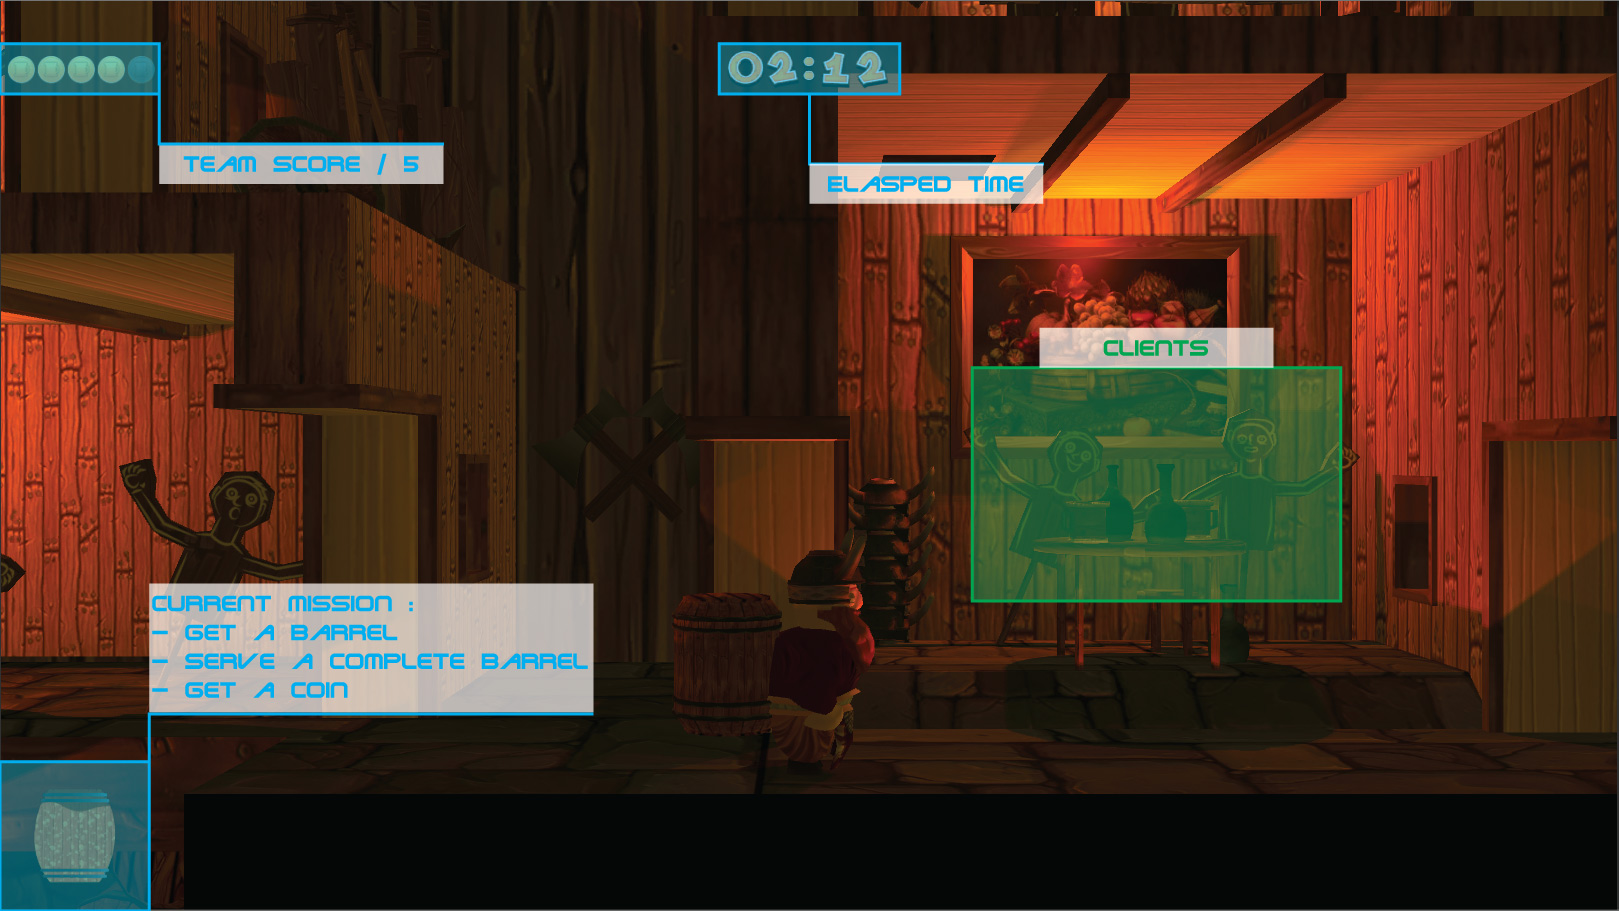 02:12
TEAM SCORE / 5
ELASPED TIME
CLIENTS
CURRENT MISSION :
- GET A BARREL
- SERVE A COMPLETE BARREL
- GET A COIN